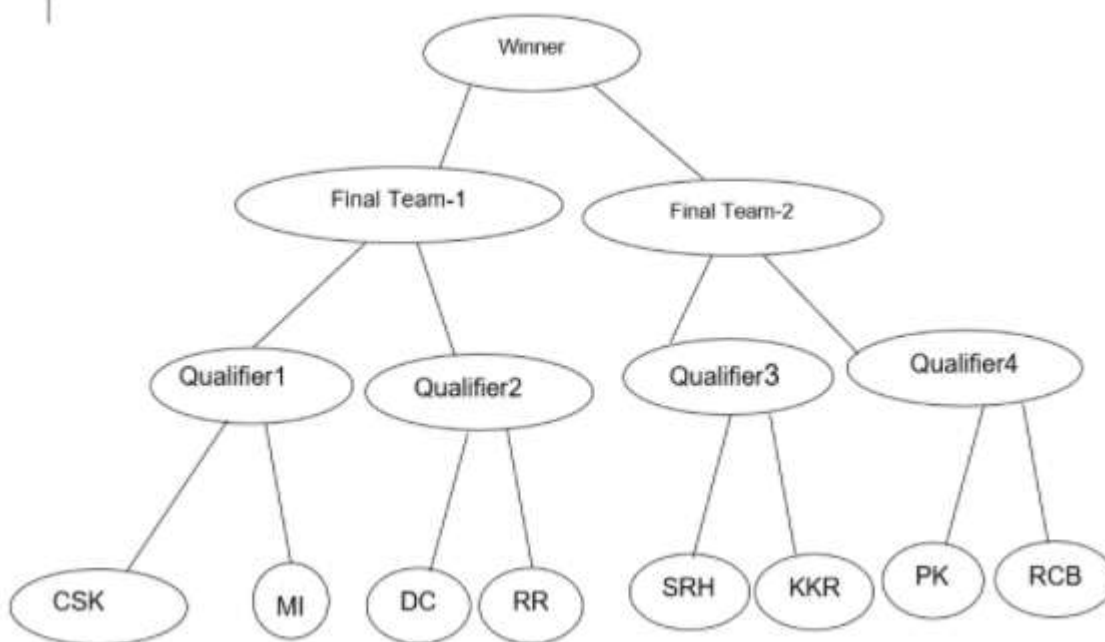 Winner
Final Team-1
Final Team-2
Qualifier1
Qualifier2
Qualifier3
Qualifier4
CSK
MI
DC
RR
SRH
KKR
PK
RCB